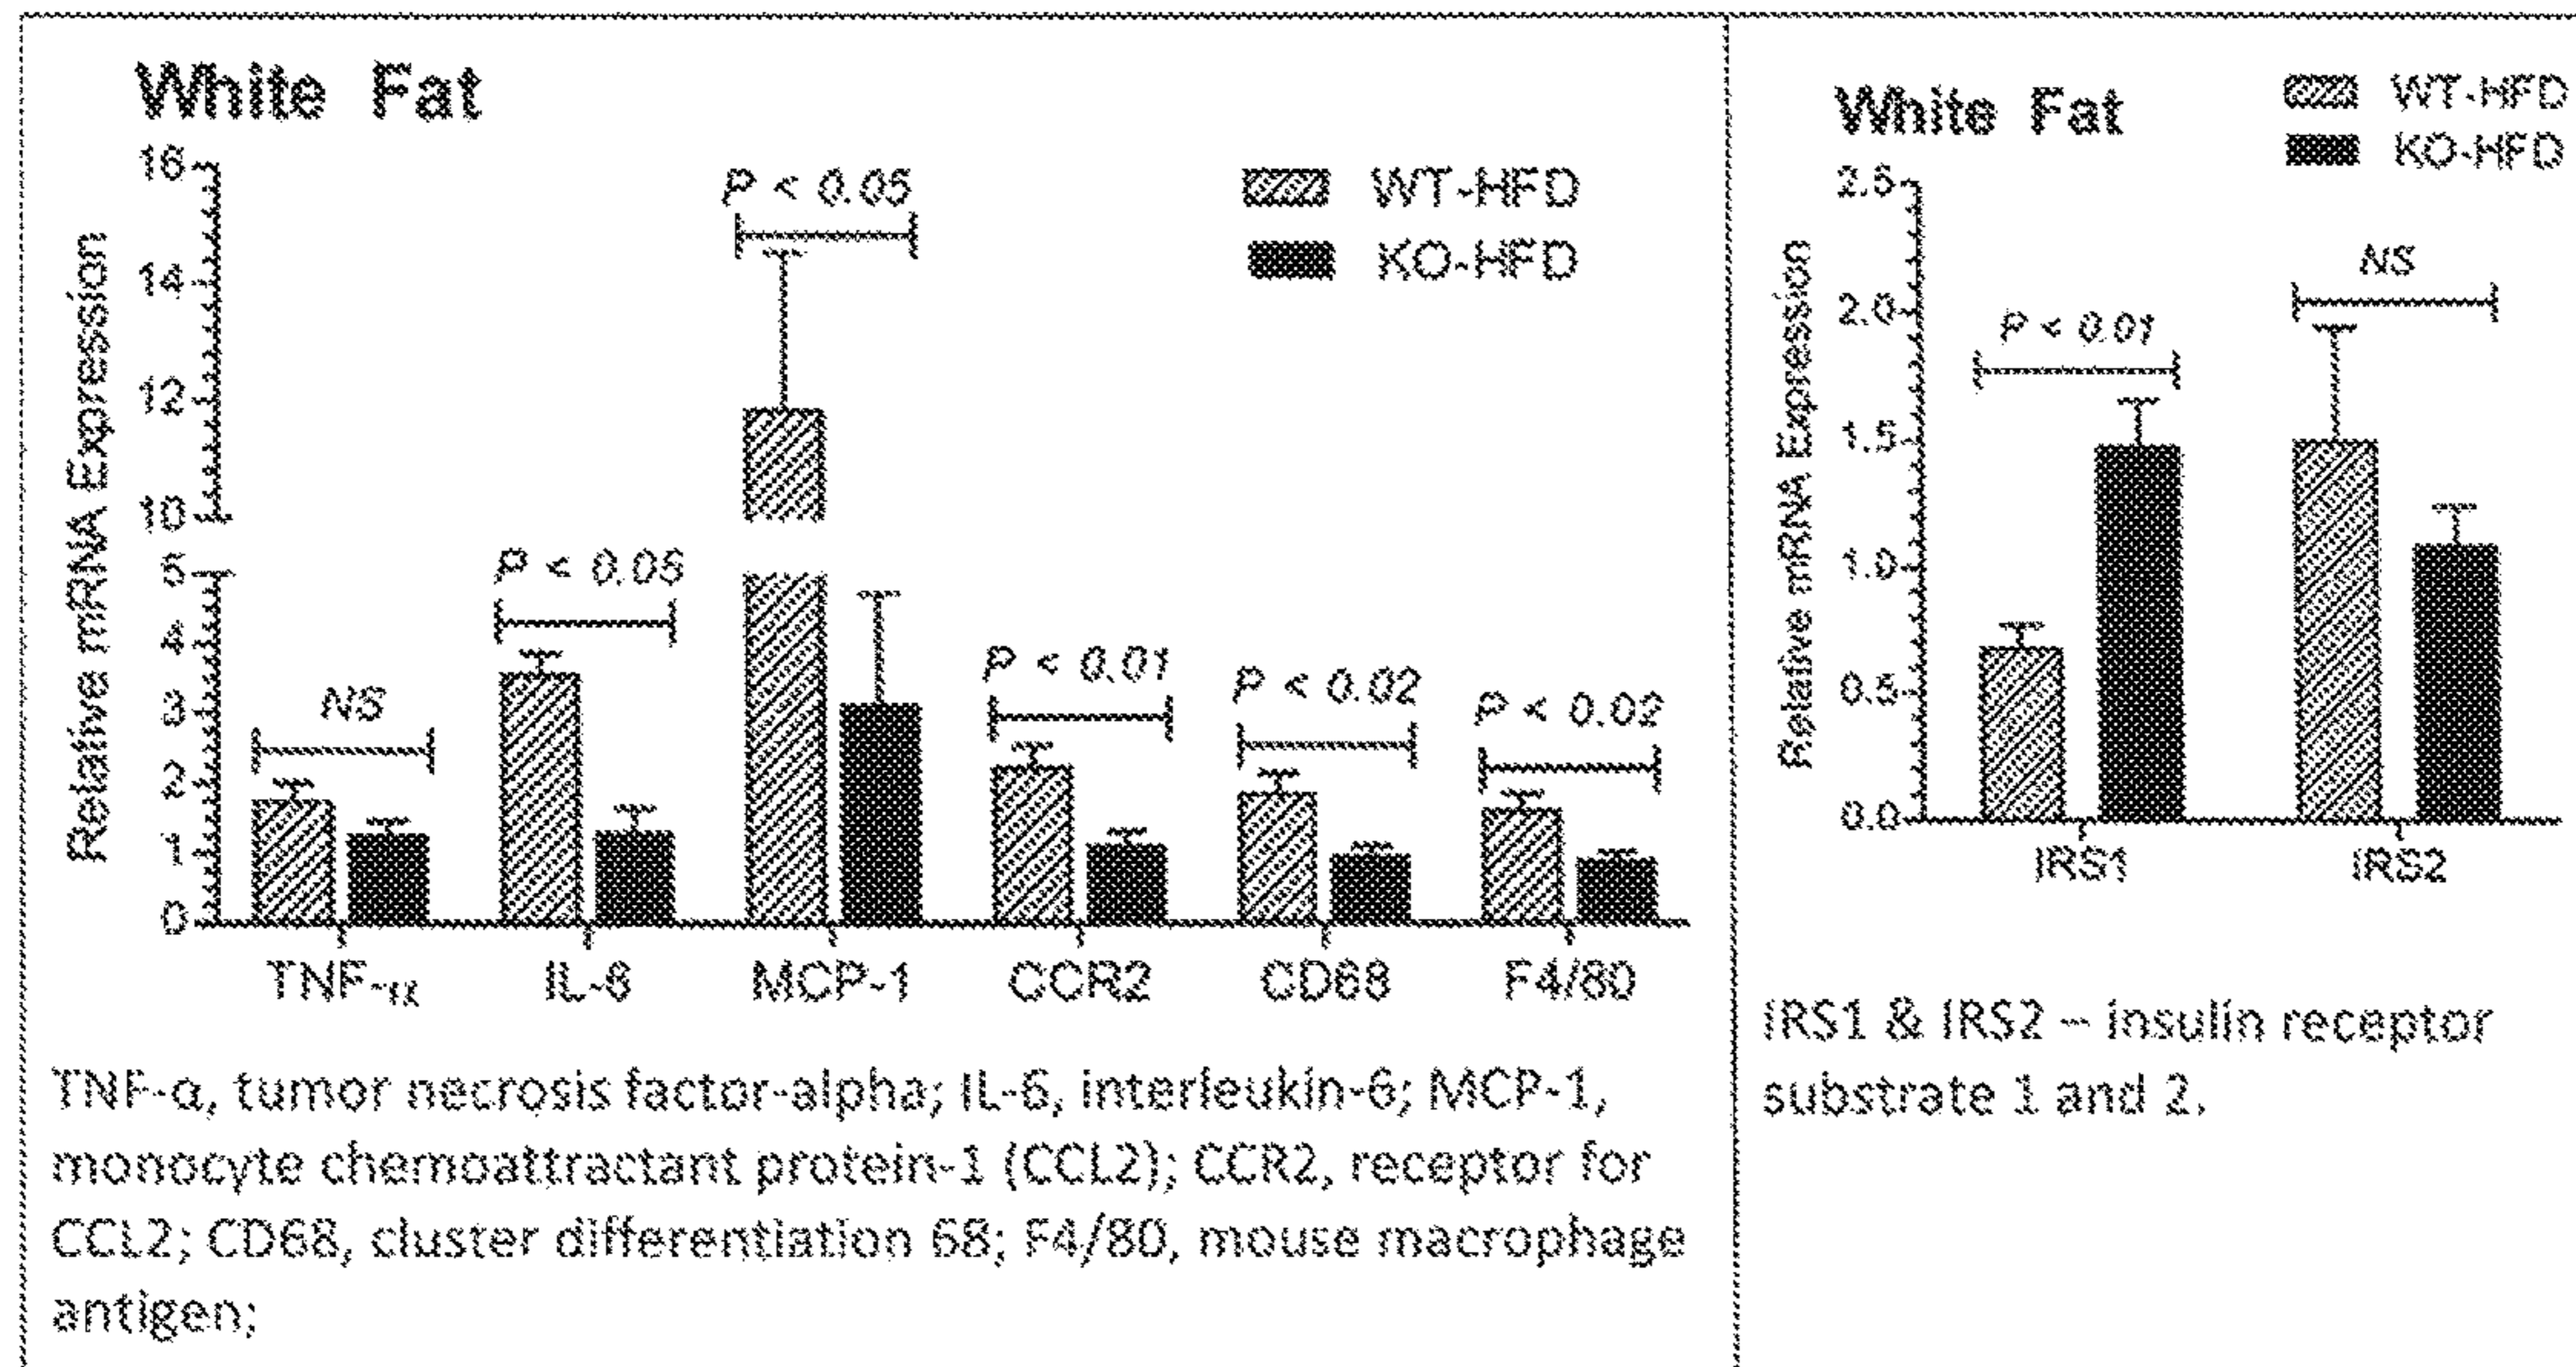 White Fat
WT-HFD
KO-HFD
Relative mRNA Expression
16
14
12
10
5
4
3
2
1
0
NS
P < 0.05
P < 0.05
P < 0.01
P < 0.02
P < 0.02
TNF-α
IL-6
MCP-1
CCR2
CD68
F4/80
TNF-α, tumor necrosis factor-alpha; IL-6, interleukin-6; MCP-1,
monocyte chemoattractant protein-1 (CCL2); CCR2, receptor for
CCL2; CD68, cluster differentiation 68; F4/80, mouse macrophage
antigen;
White Fat
WT-HFD
KO-HFD
Relative mRNA Expression
2.5
2.0
1.5
1.0
0.5
0.0
P < 0.01
NS
IRS1
IRS2
IRS1 & IRS2 – insulin receptor
substrate 1 and 2.